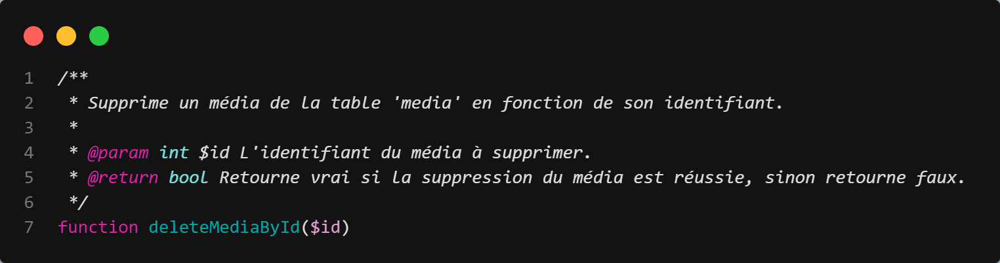 1 /**
2  * Supprime un média de la table 'media' en fonction de son identifiant.
3  *
4  * @param int $id L'identifiant du média à supprimer.
5  * @return bool Retourne vrai si la suppression du média est réussie, sinon retourne faux.
6  */
7 function deleteMediaById($id)